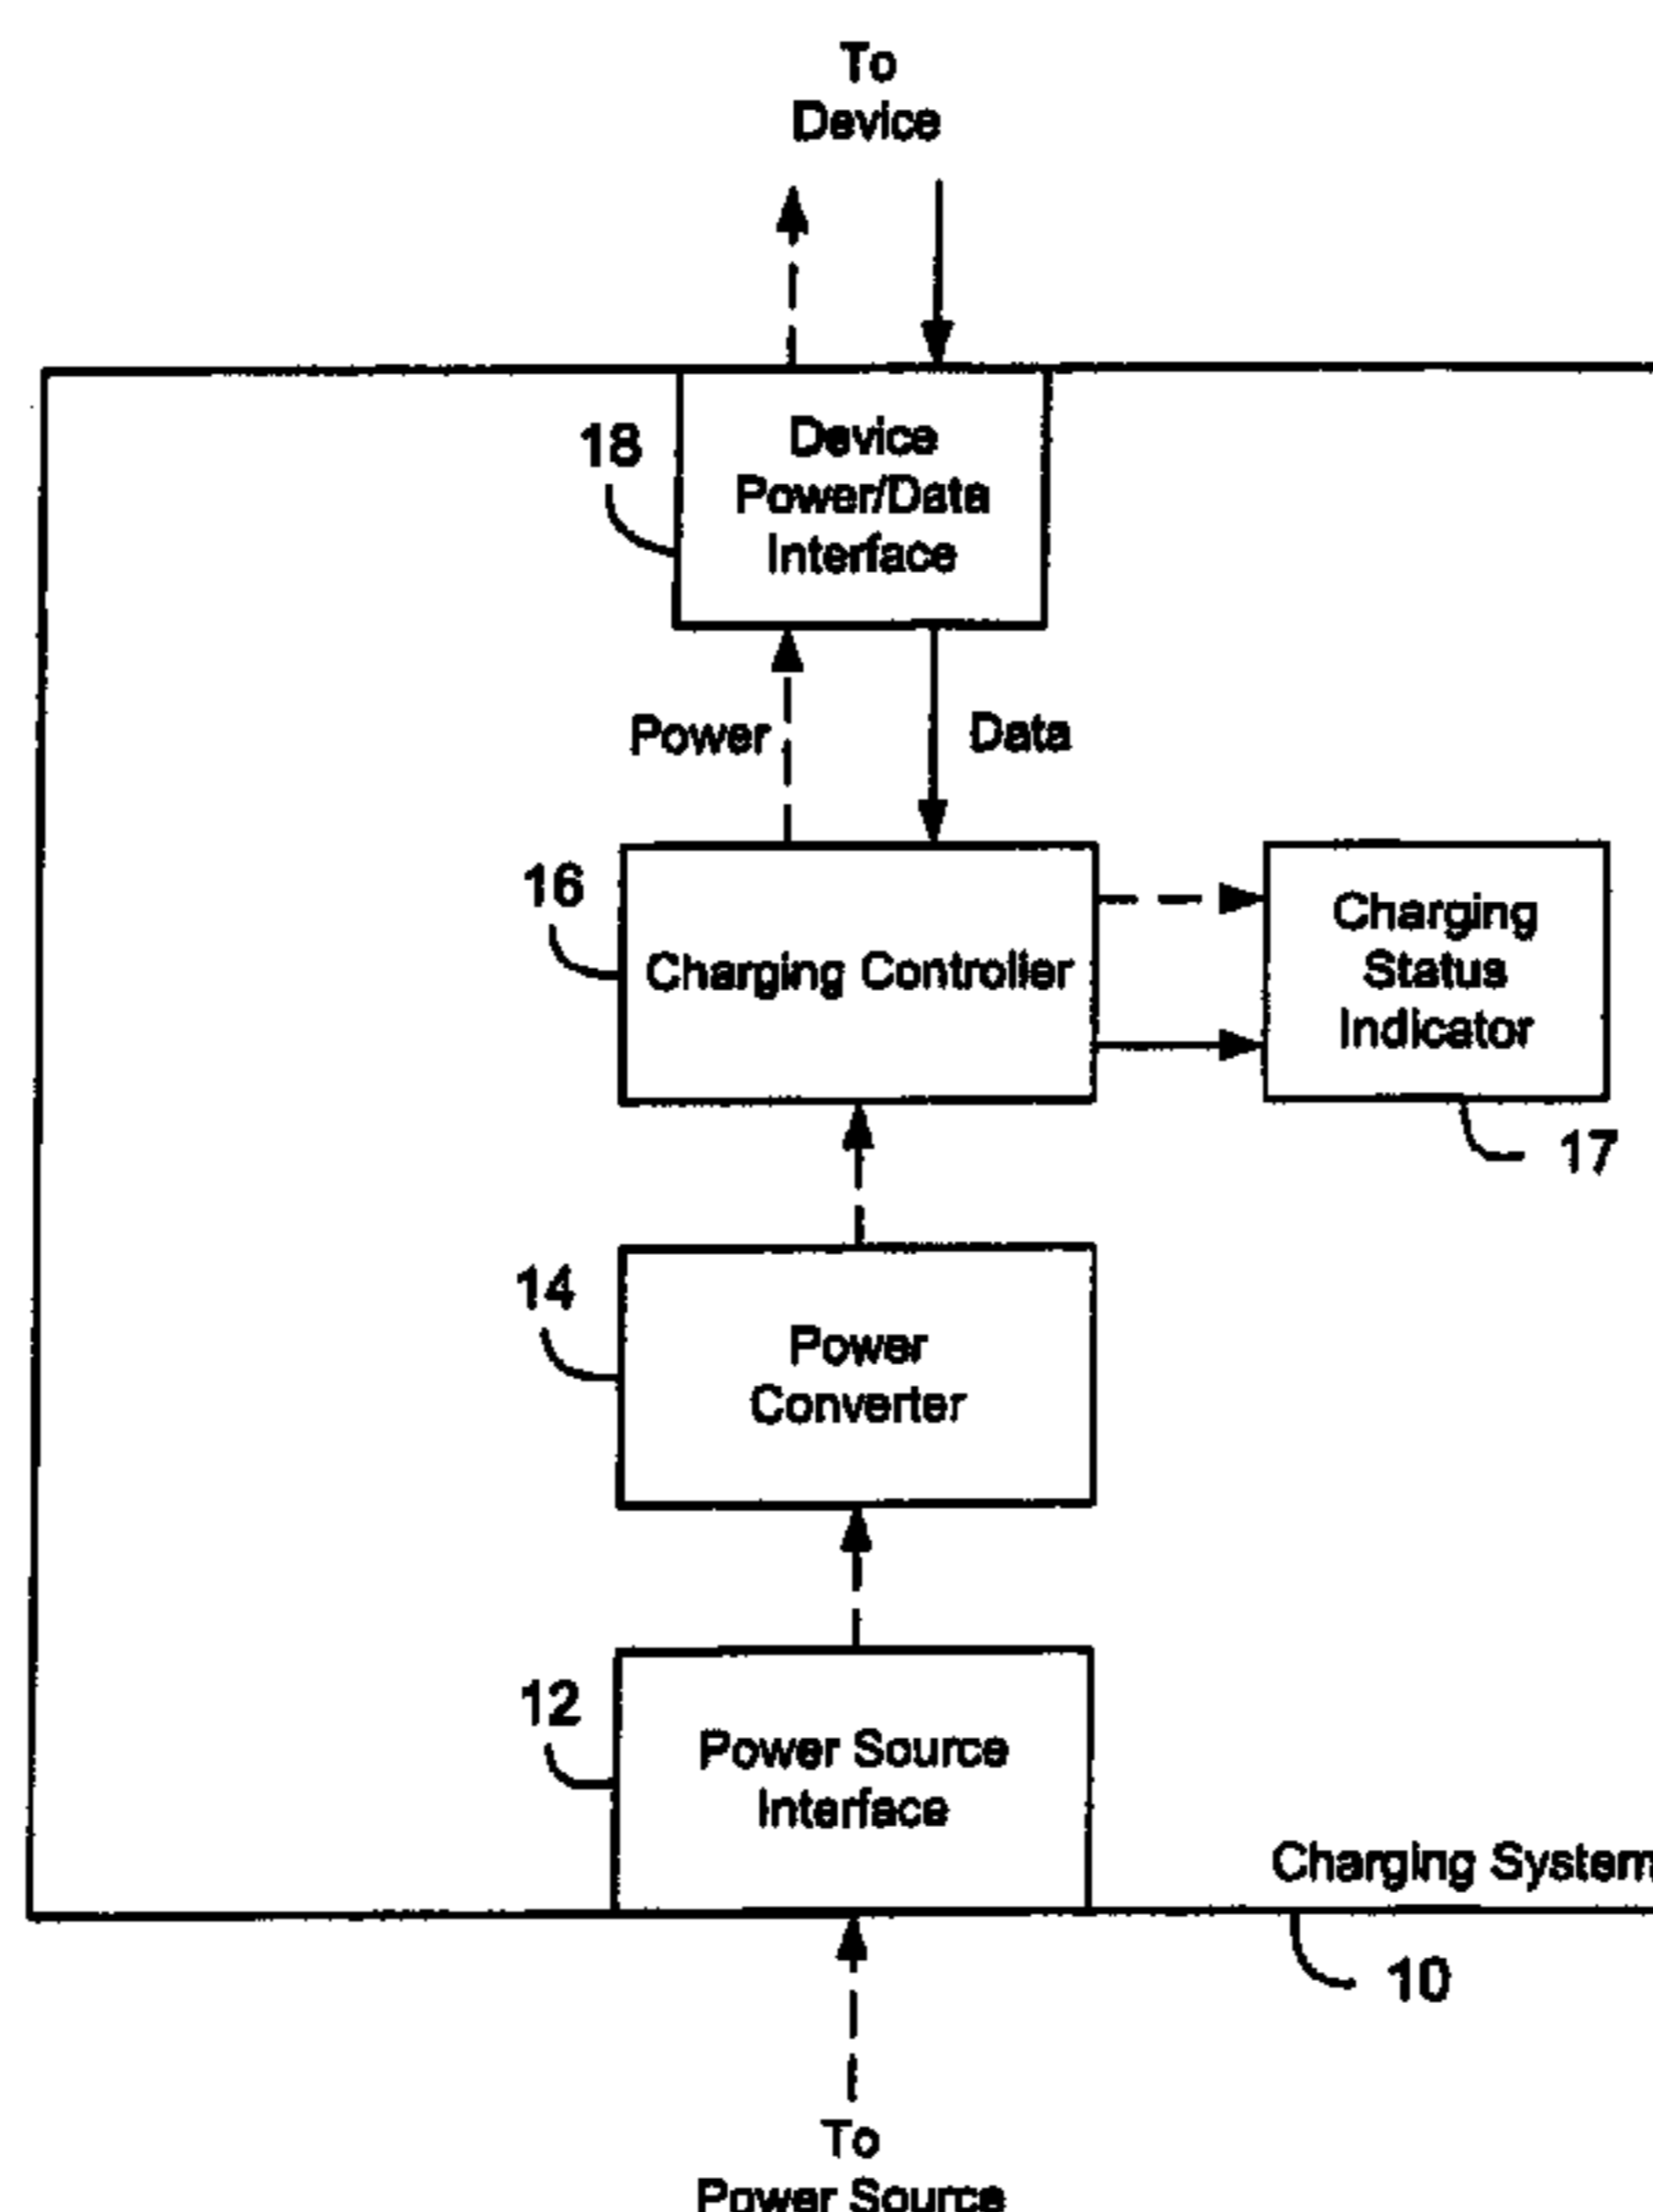 To
Device
18
Device
Power/Data
Interface
Power
Data
16
Charging Controller
Charging
Status
Indicator
17
14
Power
Converter
12
Power Source
Interface
Charging System
10
To
Power Source